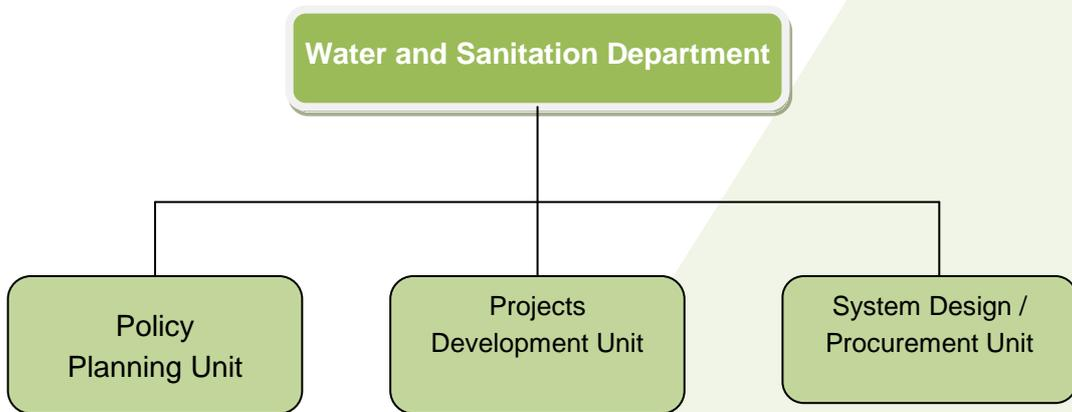 Water and Sanitation Department
Policy
Planning Unit
Projects
Development Unit
System Design /
Procurement Unit